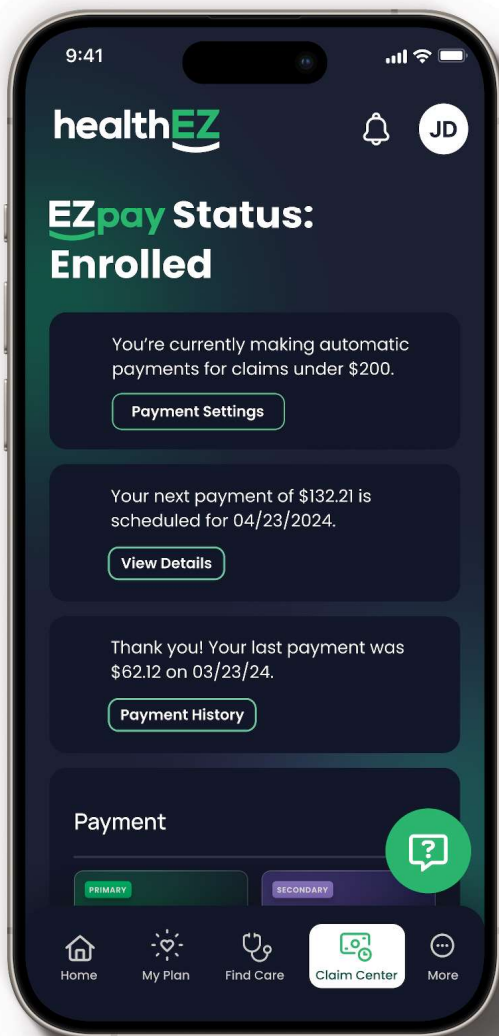 9:41
healthEZ
JD
EZpay Status:
Enrolled
You're currently making automatic
payments for claims under $200.
Payment Settings
Your next payment of $132.21 is
scheduled for 04/23/2024.
View Details
Thank you! Your last payment was
$62.12 on 03/23/24.
Payment History
Payment
?
PRIMARY
SECONDARY
Home
My Plan
Find Care
Claim Center
More